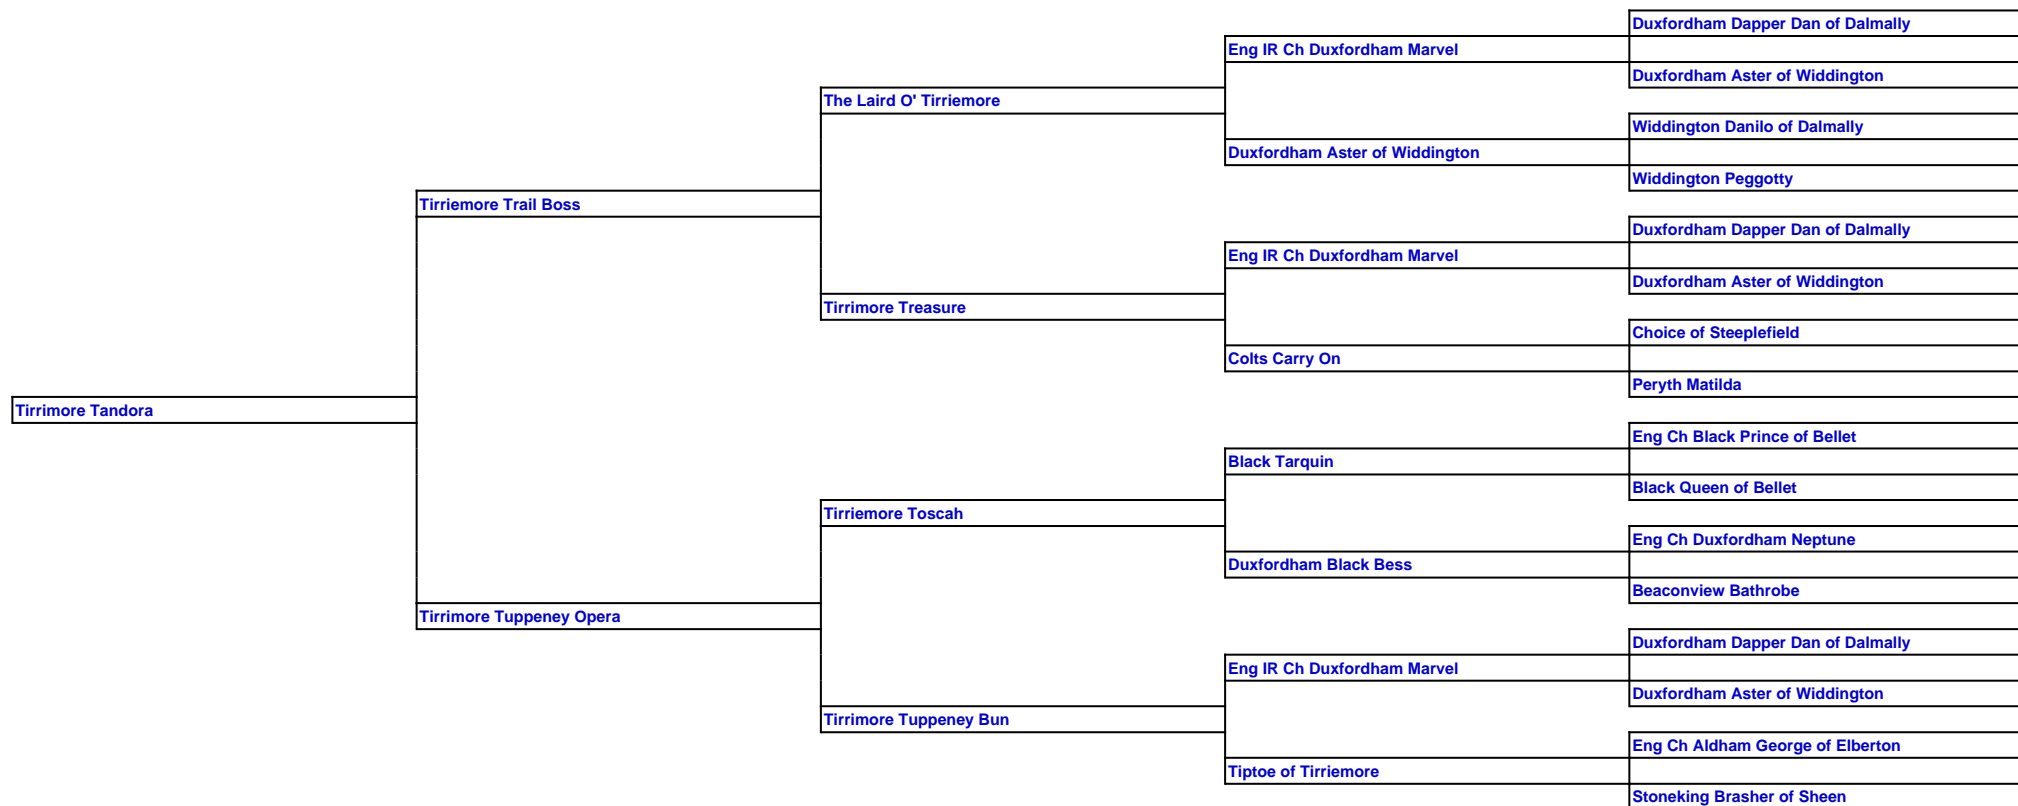 Duxfordham Dapper Dan of Dalmally
Eng IR Ch Duxfordham Marvel
Duxfordham Aster of Widdington
The Laird O' Tirriemore
Widdington Danilo of Dalmally
Duxfordham Aster of Widdington
Widdington Peggotty
Tirriemore Trail Boss
Duxfordham Dapper Dan of Dalmally
Eng IR Ch Duxfordham Marvel
Duxfordham Aster of Widdington
Tirrimore Treasure
Choice of Steeplefield
Colts Carry On
Peryth Matilda
Tirrimore Tandora
Eng Ch Black Prince of Bellet
Black Tarquin
Black Queen of Bellet
Tirriemore Toscah
Eng Ch Duxfordham Neptune
Duxfordham Black Bess
Beaconview Bathrobe
Tirrimore Tuppeney Opera
Duxfordham Dapper Dan of Dalmally
Eng IR Ch Duxfordham Marvel
Duxfordham Aster of Widdington
Tirrimore Tuppeney Bun
Eng Ch Aldham George of Elberton
Tiptoe of Tirriemore
Stoneking Brasher of Sheen